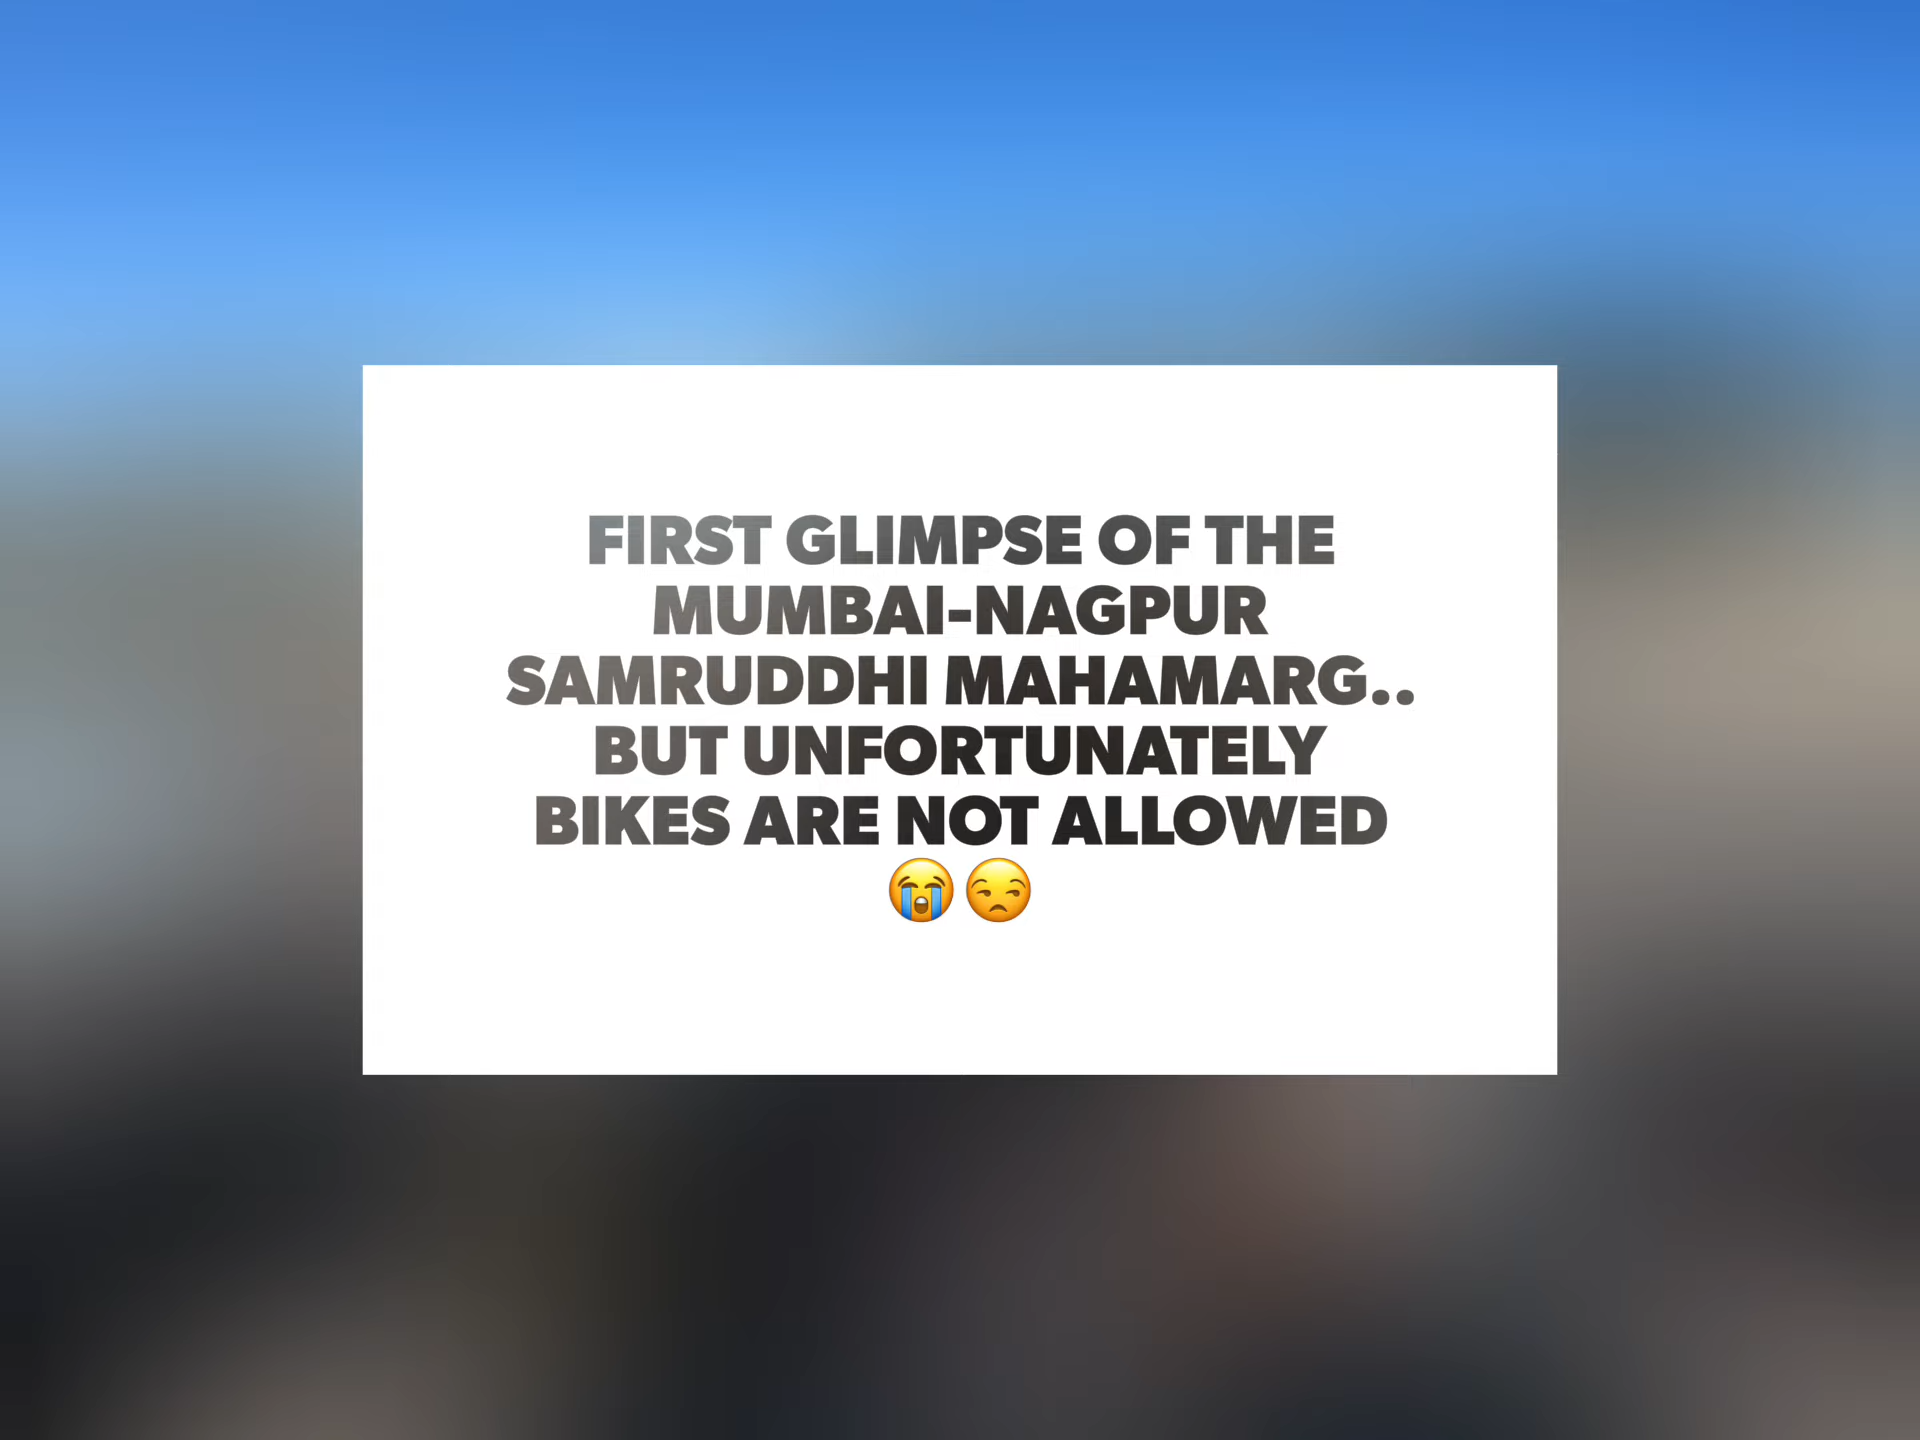 FIRST GLIMPSE OF THE
MUMBAI-NAGPUR
SAMRUDDHI MAHAMARG..
BUT UNFORTUNATELY
BIKES ARE NOT ALLOWED
😭😒